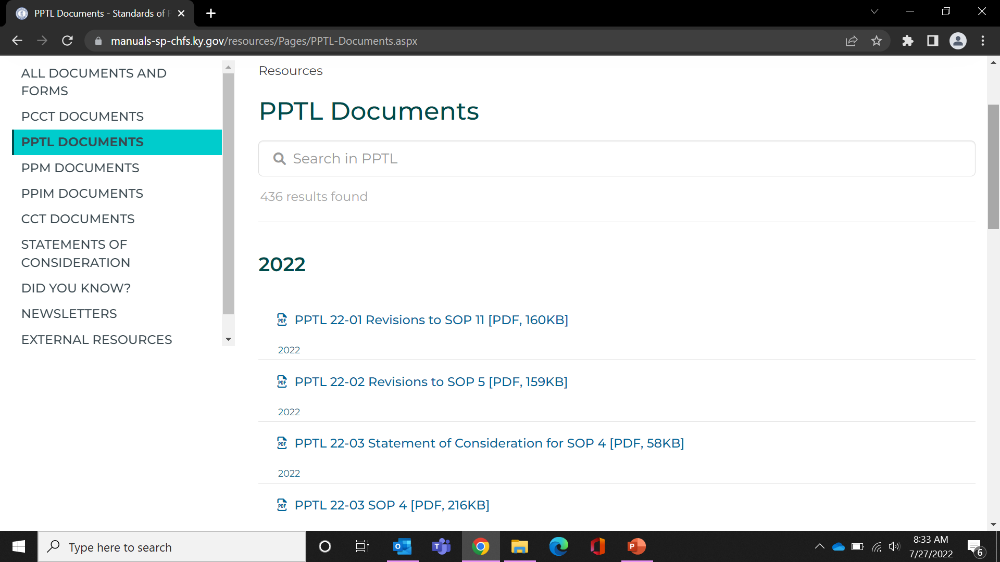 PPTL Documents - Standards of P
manuals-sp-chfs.ky.gov/resources/Pages/PPTL-Documents.aspx
ALL DOCUMENTS AND
FORMS
PCCT DOCUMENTS
PPTL DOCUMENTS
PPM DOCUMENTS
PPIM DOCUMENTS
CCT DOCUMENTS
STATEMENTS OF
CONSIDERATION
DID YOU KNOW?
NEWSLETTERS
EXTERNAL RESOURCES
Resources
PPTL Documents
Search in PPTL
436 results found
2022
PDF PPTL 22-01 Revisions to SOP 11 [PDF, 160KB]
2022
PDF PPTL 22-02 Revisions to SOP 5 [PDF, 159KB]
2022
PDF PPTL 22-03 Statement of Consideration for SOP 4 [PDF, 58KB]
2022
PDF PPTL 22-03 SOP 4 [PDF, 216KB]
Type here to search
8:33 AM
7/27/2022
6